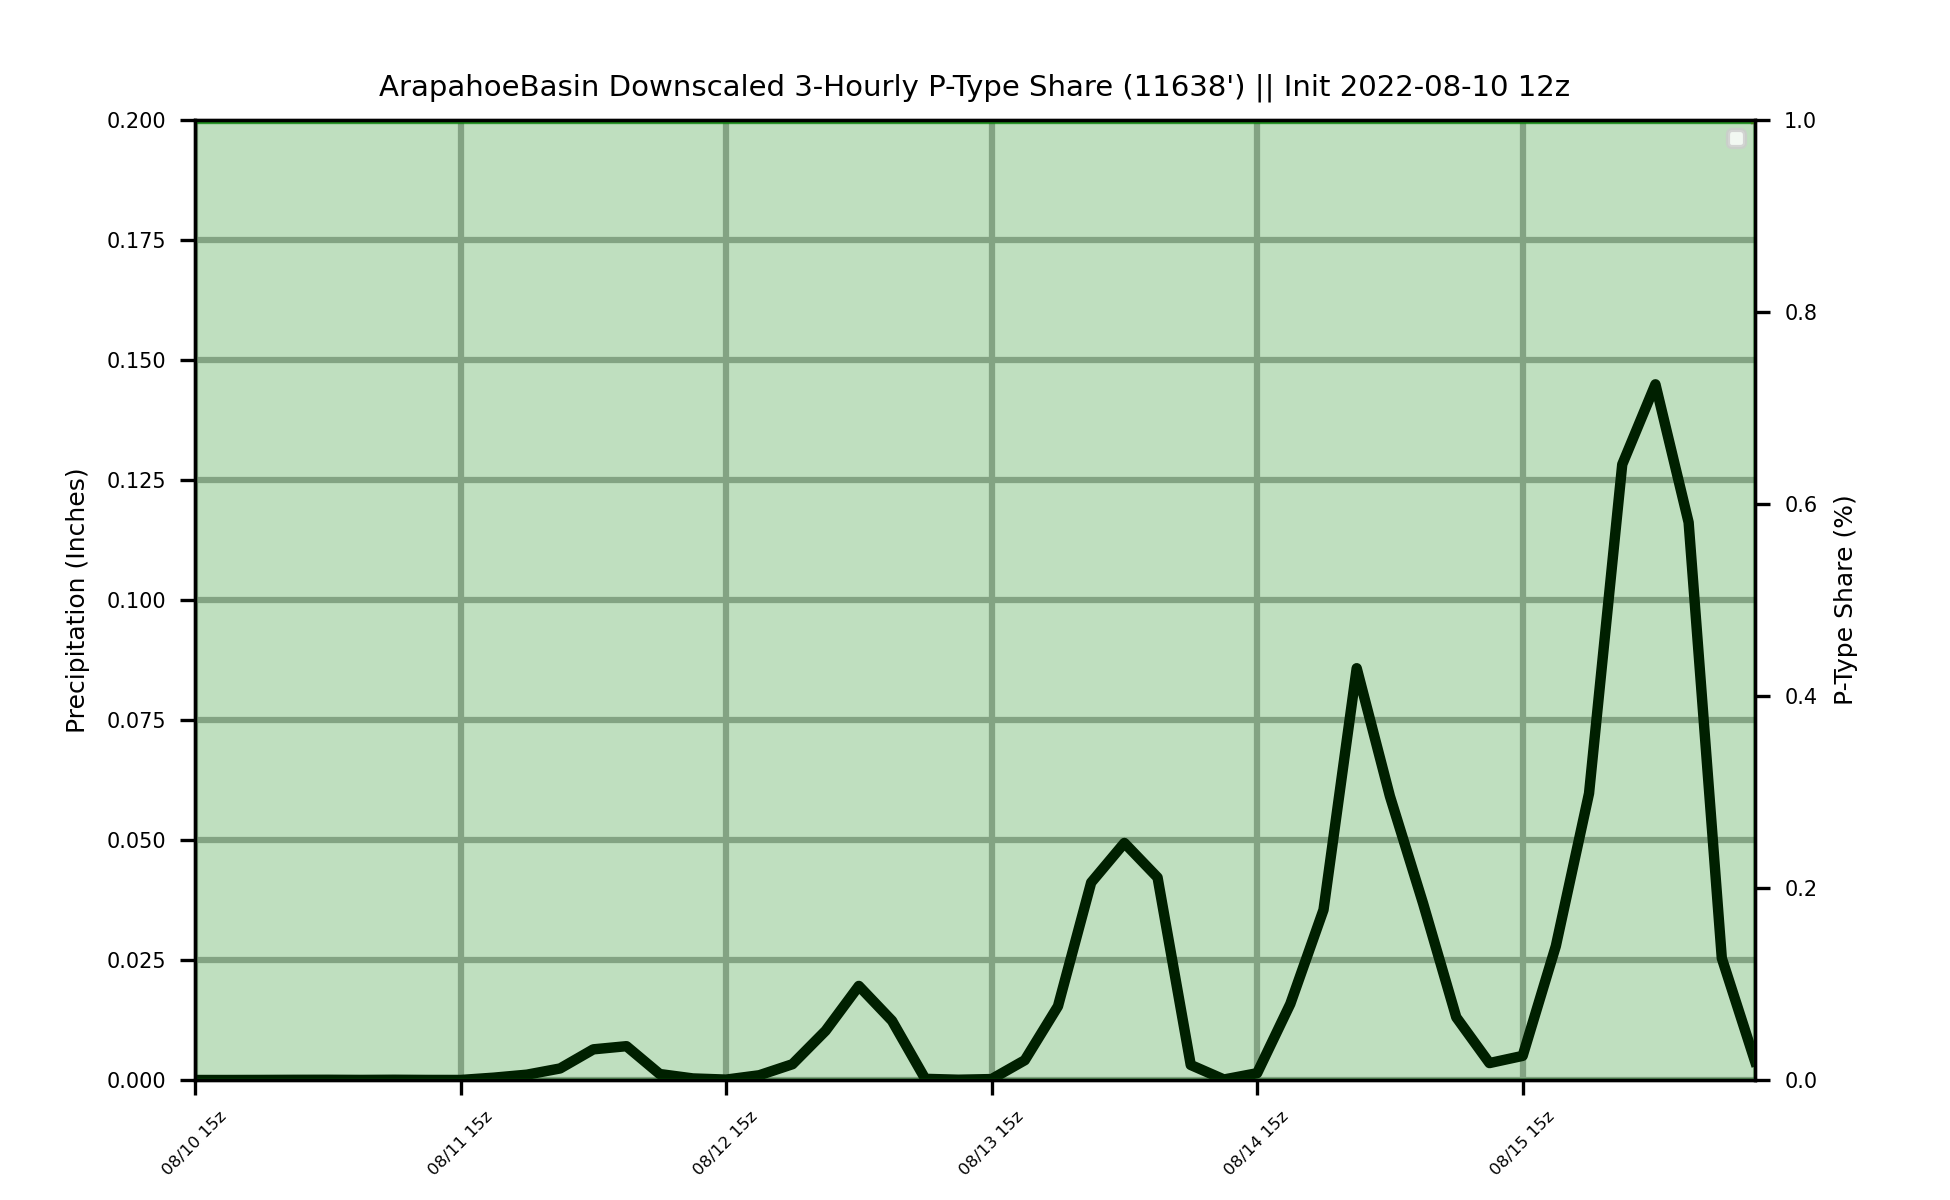 ArapahoeBasin Downscaled 3-Hourly P-Type Share (11638') || Init 2022-08-10 12z
0.200
0.175
0.150
0.125
0.100
0.075
0.050
0.025
0.000
Precipitation (Inches)
1.0
0.8
0.6
0.4
0.2
0.0
P-Type Share (%)
08/10 15z
08/11 15z
08/12 15z
08/13 15z
08/14 15z
08/15 15z